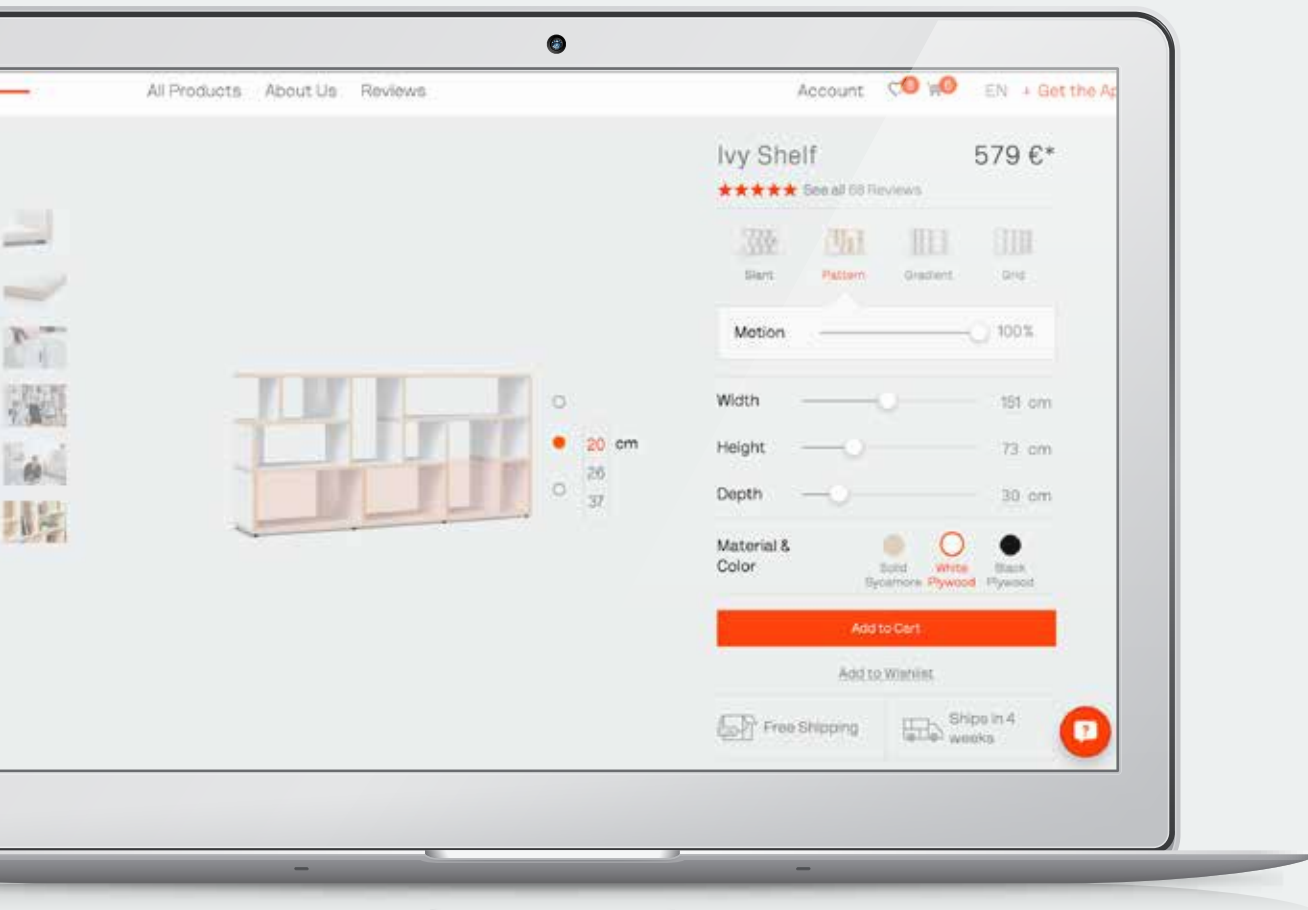 All Products About Us Reviews
Account 0 0 EN + Get the Ap
Ivy Shelf 579 €*
See all 68 Reviews
Slant Pattern Gradient Grid
Motion 100%
Width 151 cm
Height 73 cm
Depth 30 cm
20 cm
26
37
Material &
Color
Solid
Sycamore
White
Plywood
Black
Plywood
Add to Cart
Add to Wishlist
Free Shipping
Ships in 4
weeks
?